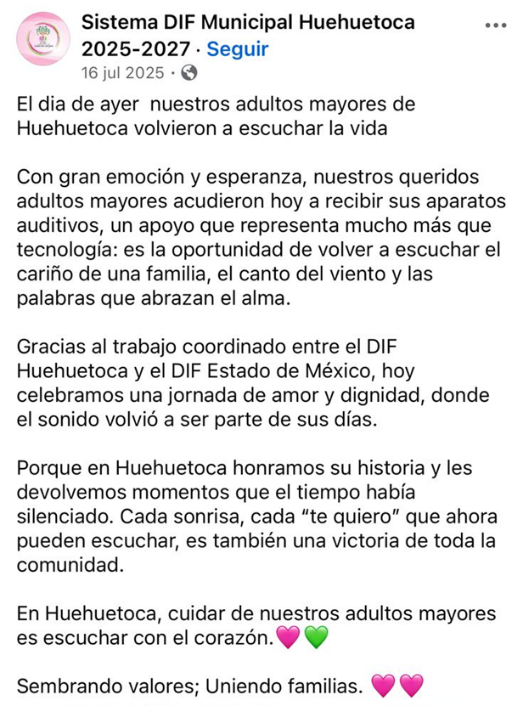 Sistema DIF Municipal Huehuetoca
2025-2027 · Seguir
16 jul 2025 ·
El dia de ayer  nuestros adultos mayores de
Huehuetoca volvieron a escuchar la vida
Con gran emoción y esperanza, nuestros queridos
adultos mayores acudieron hoy a recibir sus aparatos
auditivos, un apoyo que representa mucho más que
tecnología: es la oportunidad de volver a escuchar el
cariño de una familia, el canto del viento y las
palabras que abrazan el alma.
Gracias al trabajo coordinado entre el DIF
Huehuetoca y el DIF Estado de México, hoy
celebramos una jornada de amor y dignidad, donde
el sonido volvió a ser parte de sus días.
Porque en Huehuetoca honramos su historia y les
devolvemos momentos que el tiempo había
silenciado. Cada sonrisa, cada “te quiero” que ahora
pueden escuchar, es también una victoria de toda la
comunidad.
En Huehuetoca, cuidar de nuestros adultos mayores
es escuchar con el corazón.🩷💚
Sembrando valores; Uniendo familias. 🩷🩷